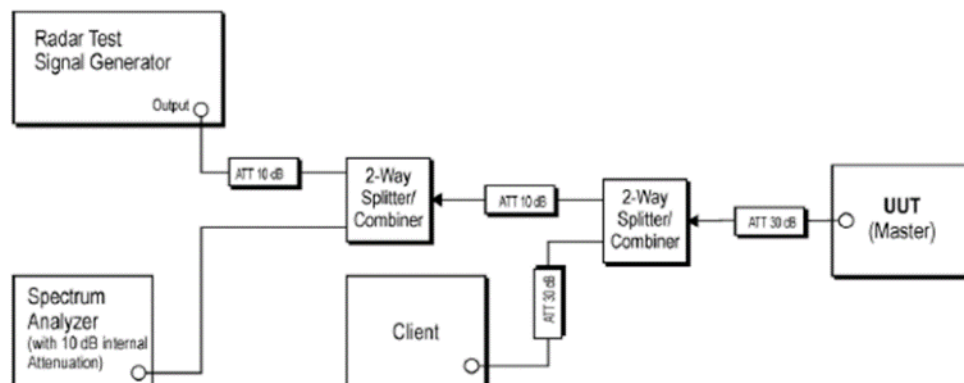 Radar Test
Signal Generator
Output
ATT 10 dB
2-Way
Splitter/
Combiner
ATT 10 dB
2-Way
Splitter/
Combiner
ATT 30 dB
UUT
(Master)
ATT 30 dB
Spectrum
Analyzer
(with 10 dB internal
Attenuation)
Client